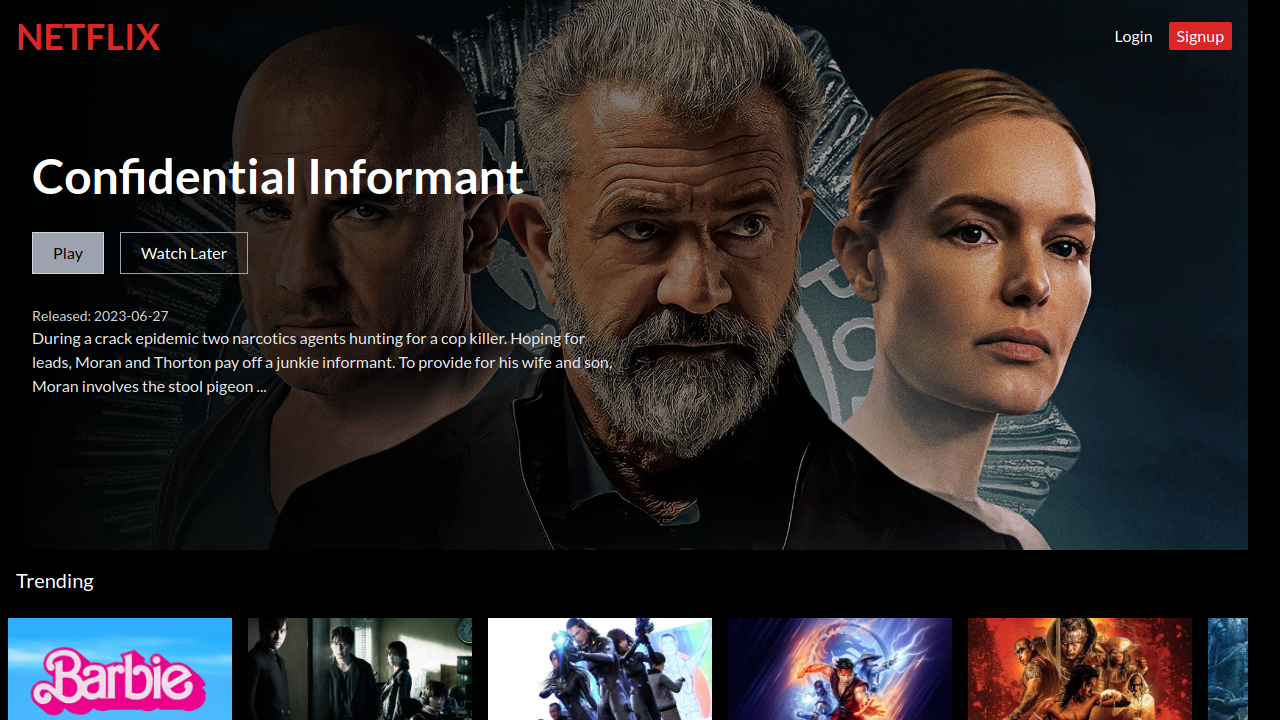 NETFLIX
Login
Signup
Confidential Informant
Play
Watch Later
Released: 2023-06-27
During a crack epidemic two narcotics agents hunting for a cop killer. Hoping for
leads, Moran and Thorton pay off a junkie informant. To provide for his wife and son,
Moran involves the stool pigeon ...
Trending
Barbie